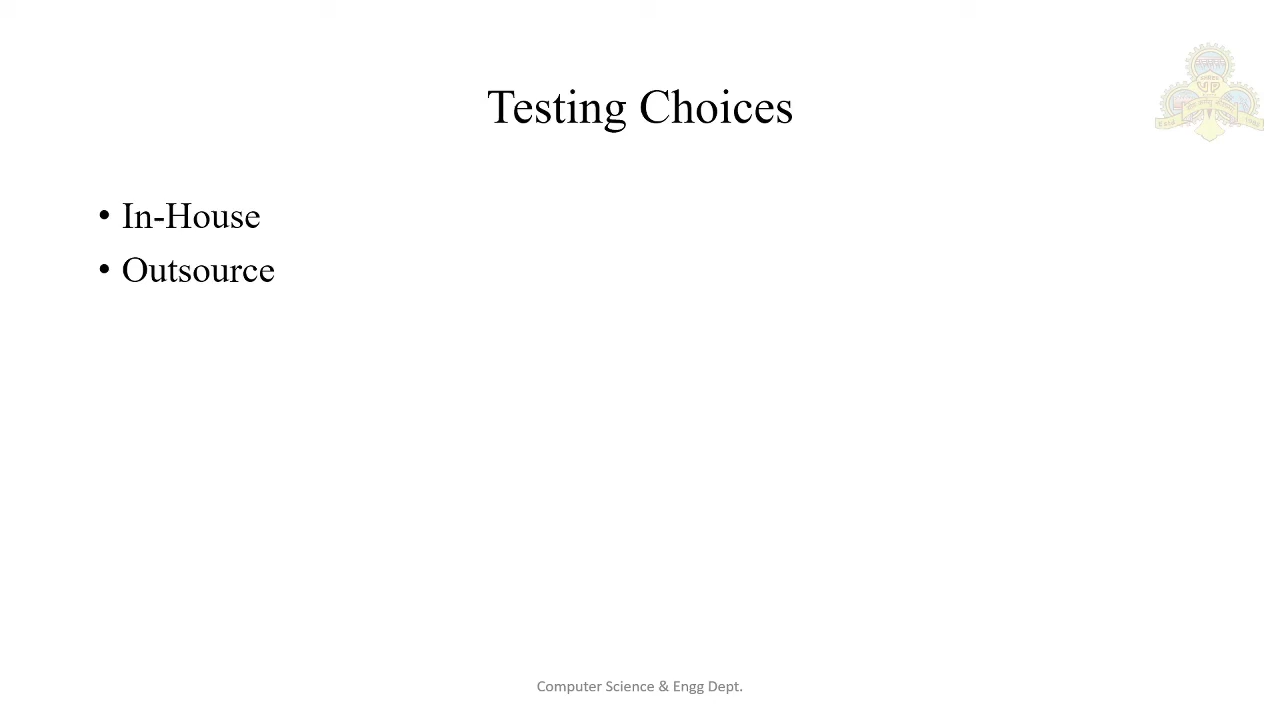 Testing Choices
• In-House
• Outsource
Computer Science & Engg Dept.